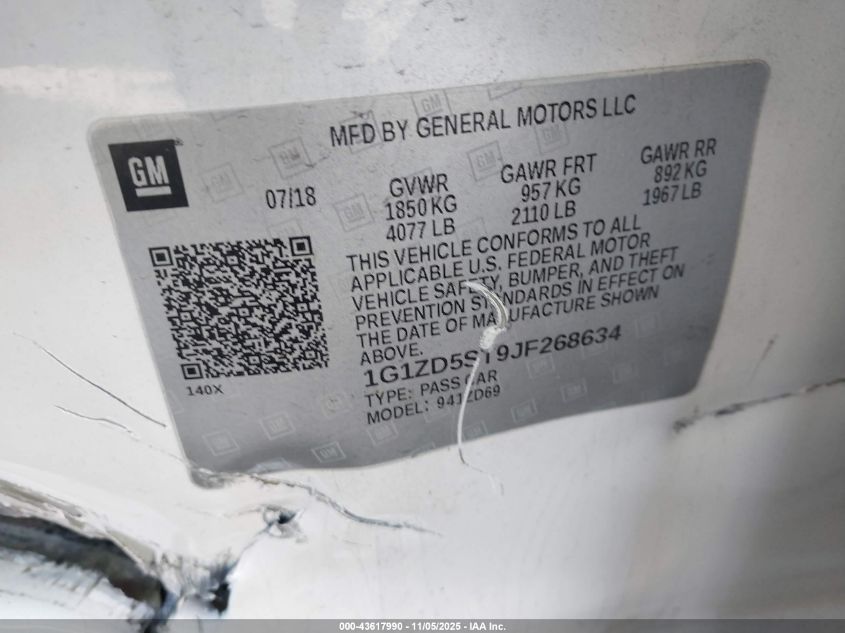 MFD BY GENERAL MOTORS LLC
GM
07/18
GVWR
1850 KG
4077 LB
GAWR FRT
957 KG
2110 LB
GAWR RR
892 KG
1967 LB
THIS VEHICLE CONFORMS TO ALL
APPLICABLE U.S. FEDERAL MOTOR
VEHICLE SAFETY, BUMPER, AND THEFT
PREVENTION STANDARDS IN EFFECT ON
THE DATE OF MANUFACTURE SHOWN
ABOVE.
1G1ZD5ST9JF268634
TYPE: PASS CAR
MODEL: 941ZD69
140X
000-43617990 - 11/05/2025 - IAA Inc.